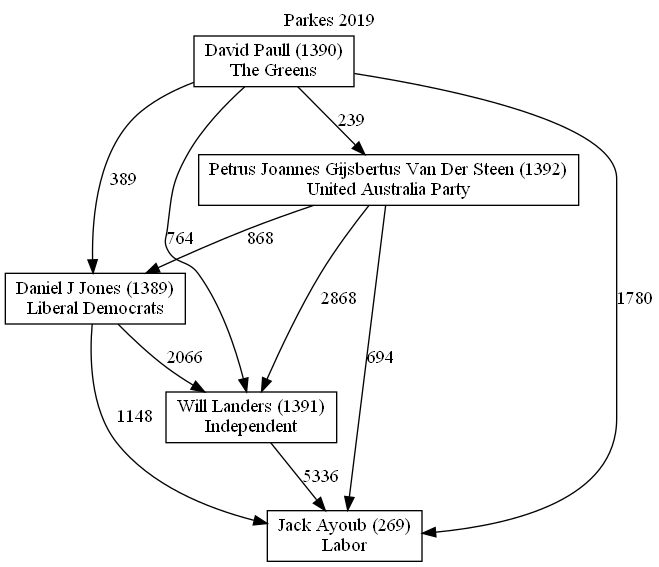 Parkes 2019
David Paull (1390)
The Greens
239
Petrus Joannes Gijsbertus Van Der Steen (1392)
United Australia Party
389
764
868
Daniel J Jones (1389)
Liberal Democrats
2868
1780
2066
694
Will Landers (1391)
Independent
1148
5336
Jack Ayoub (269)
Labor